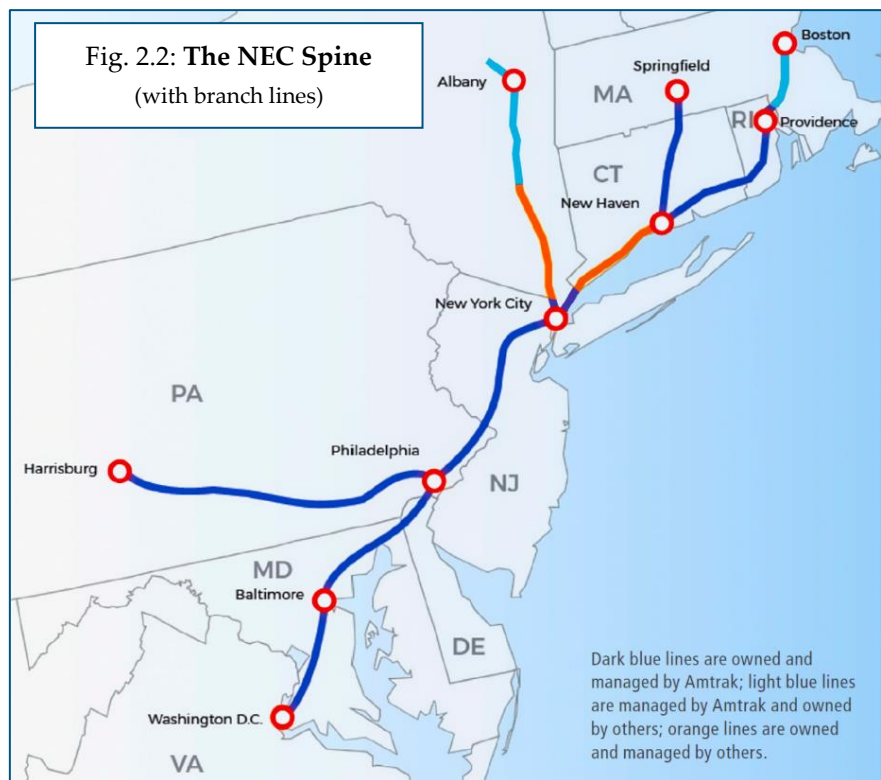 Fig. 2.2: The NEC Spine
(with branch lines)
Boston
Albany
Springfield
MA
RI
Providence
CT
New Haven
New York City
PA
Philadelphia
Harrisburg
NJ
MD
Baltimore
DE
Washington D.C.
VA
Dark blue lines are owned and
managed by Amtrak; light blue lines
are managed by Amtrak and owned
by others; orange lines are owned
and managed by others.